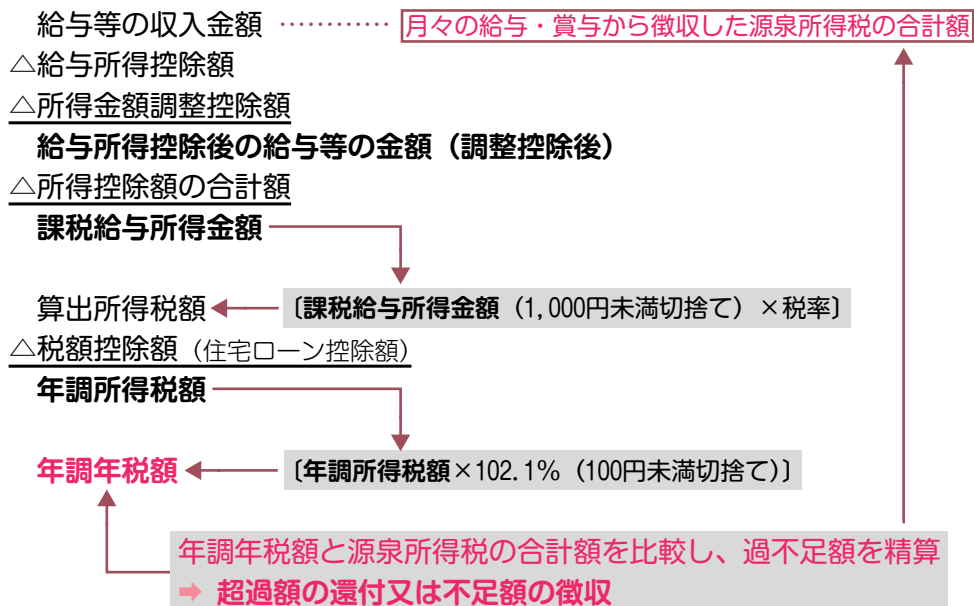 給与等の収入金額 ………… 月々の給与・賞与から徴収した源泉所得税の合計額
△給与所得控除額
△所得金額調整控除額
給与所得控除後の給与等の金額（調整控除後）
△所得控除額の合計額
課税給与所得金額
算出所得税額 〔課税給与所得金額（1,000円未満切捨て）×税率〕
△税額控除額（住宅ローン控除額）
年調所得税額
年調年税額 〔年調所得税額×102.1％（100円未満切捨て）〕
年調年税額と源泉所得税の合計額を比較し、過不足額を精算
➡ 超過額の還付又は不足額の徴収